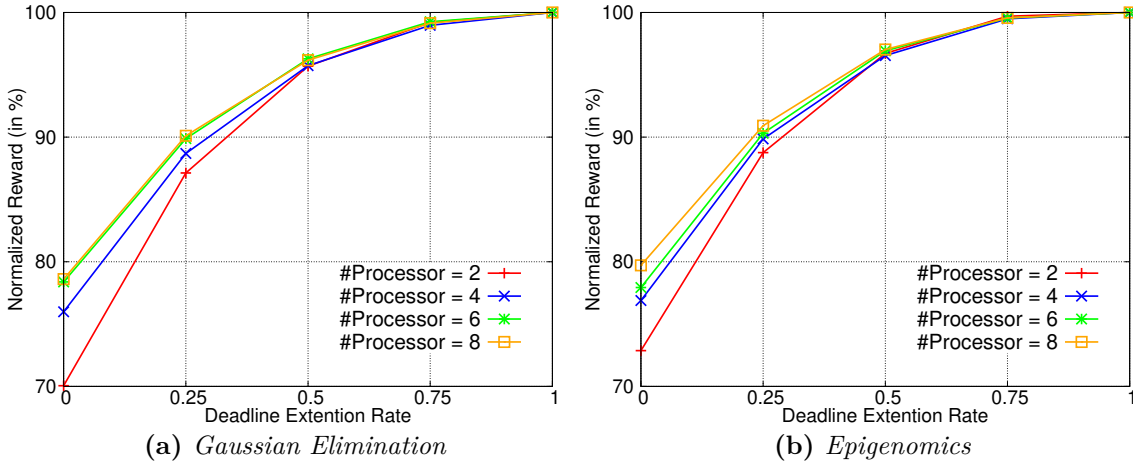 100
90
80
70
Normalized Reward (in %)
#Processor = 2
#Processor = 4
#Processor = 6
#Processor = 8
0 0.25 0.5 0.75 1
Deadline Extention Rate
(a) Gaussian Elimination
100
90
80
70
Normalized Reward (in %)
#Processor = 2
#Processor = 4
#Processor = 6
#Processor = 8
0 0.25 0.5 0.75 1
Deadline Extention Rate
(b) Epigenomics